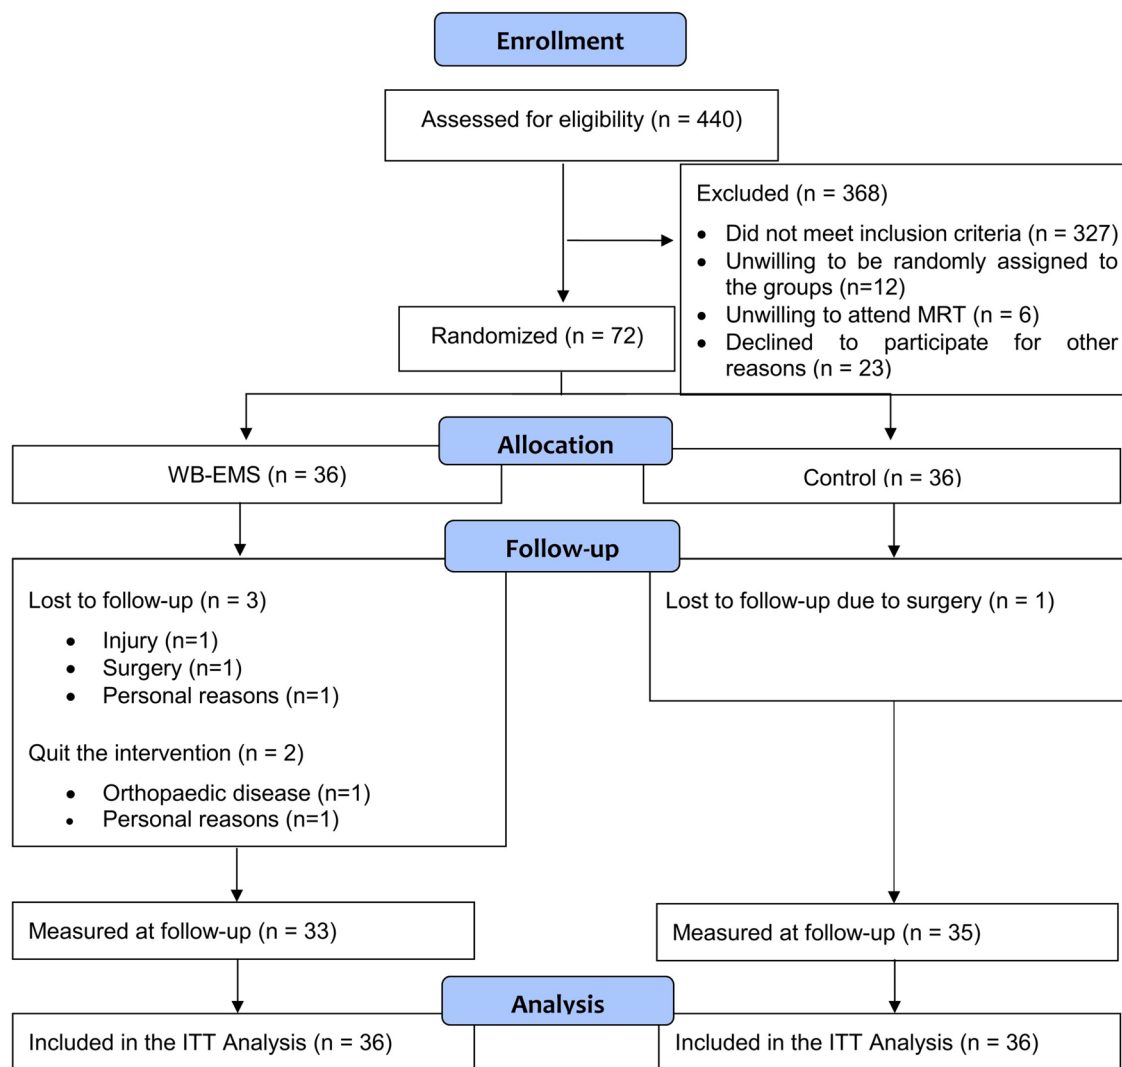 Enrollment
Assessed for eligibility (n = 440)
Excluded (n = 368)
• Did not meet inclusion criteria (n = 327)
• Unwilling to be randomly assigned to
the groups (n=12)
• Unwilling to attend MRT (n = 6)
• Declined to participate for other
reasons (n = 23)
Randomized (n = 72)
Allocation
WB-EMS (n = 36)
Control (n = 36)
Follow-up
Lost to follow-up (n = 3)
• Injury (n=1)
• Surgery (n=1)
• Personal reasons (n=1)
Quit the intervention (n = 2)
• Orthopaedic disease (n=1)
• Personal reasons (n=1)
Lost to follow-up due to surgery (n = 1)
Measured at follow-up (n = 33)
Measured at follow-up (n = 35)
Analysis
Included in the ITT Analysis (n = 36)
Included in the ITT Analysis (n = 36)